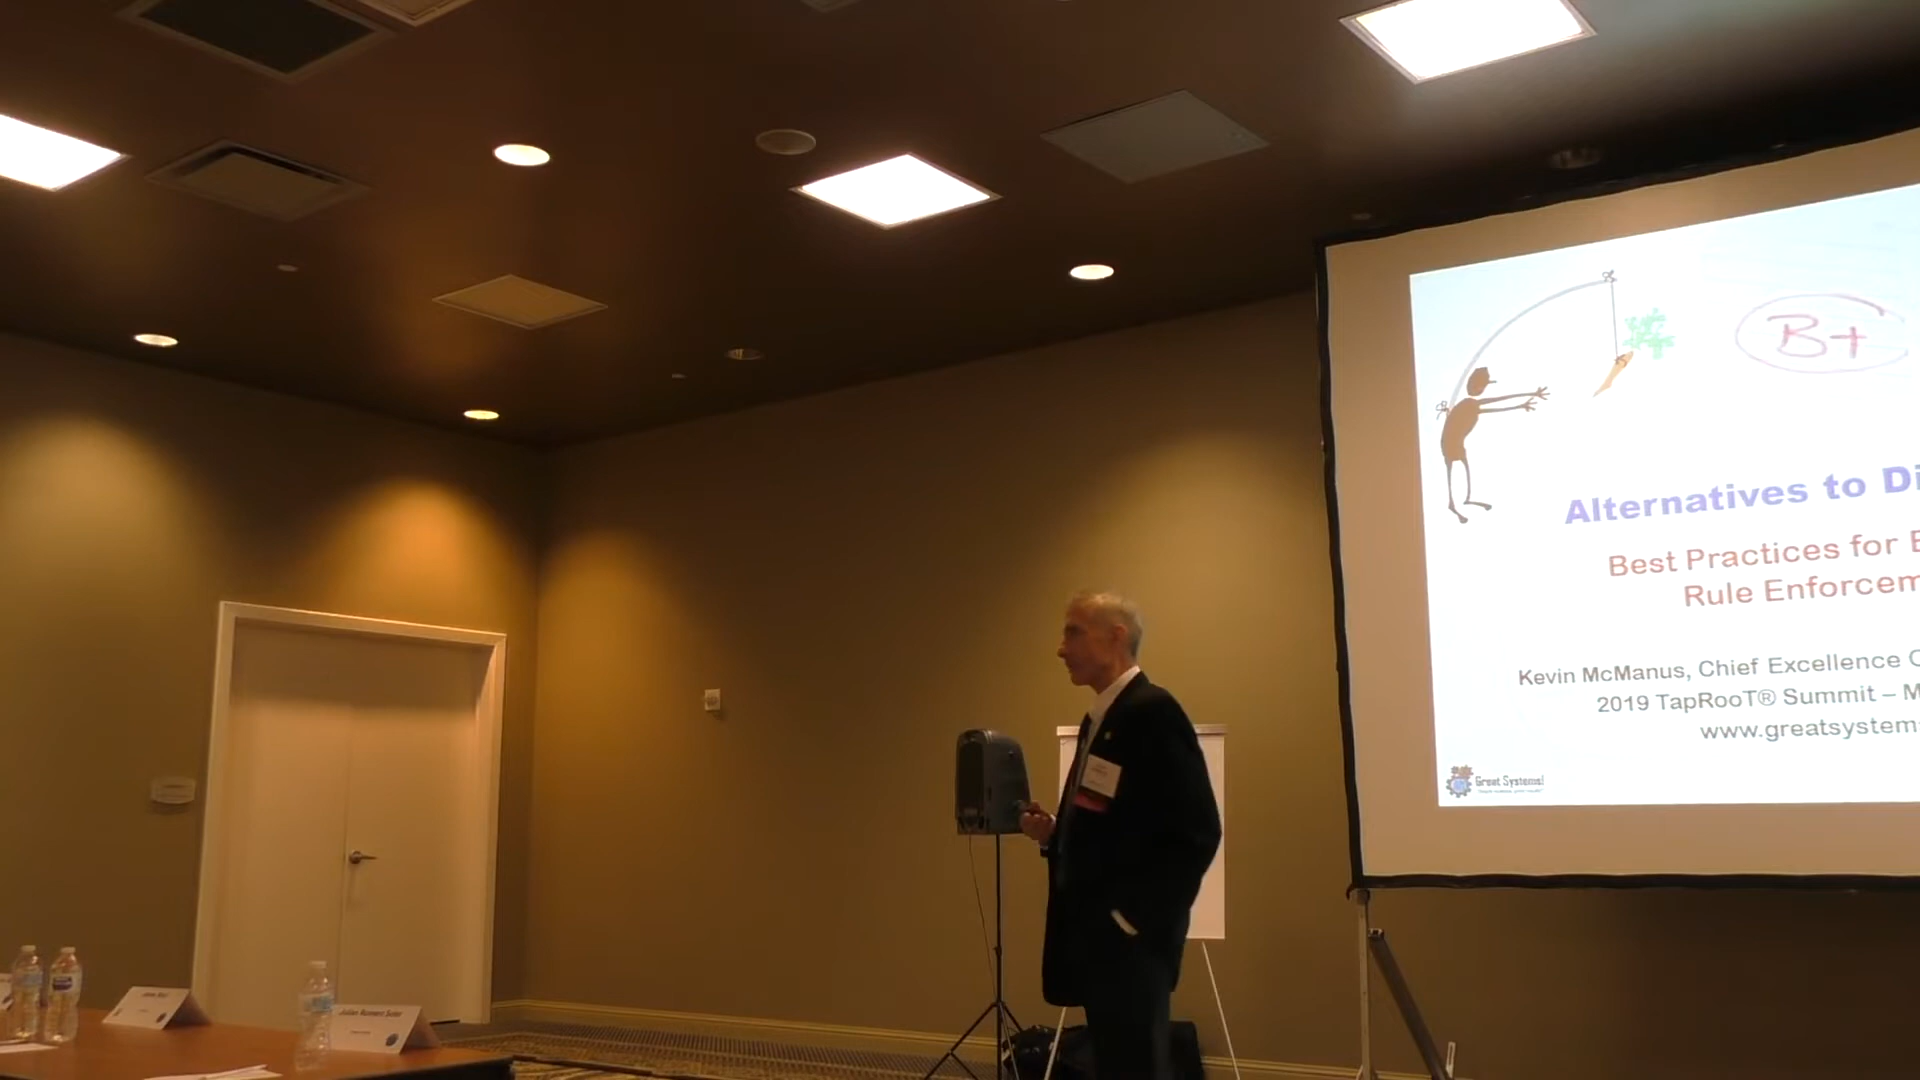 B+
Alternatives to Di
Best Practices for E
Rule Enforcem
Kevin McManus, Chief Excellence O
2019 TapRooT® Summit – M
www.greatsystem
Great Systems!